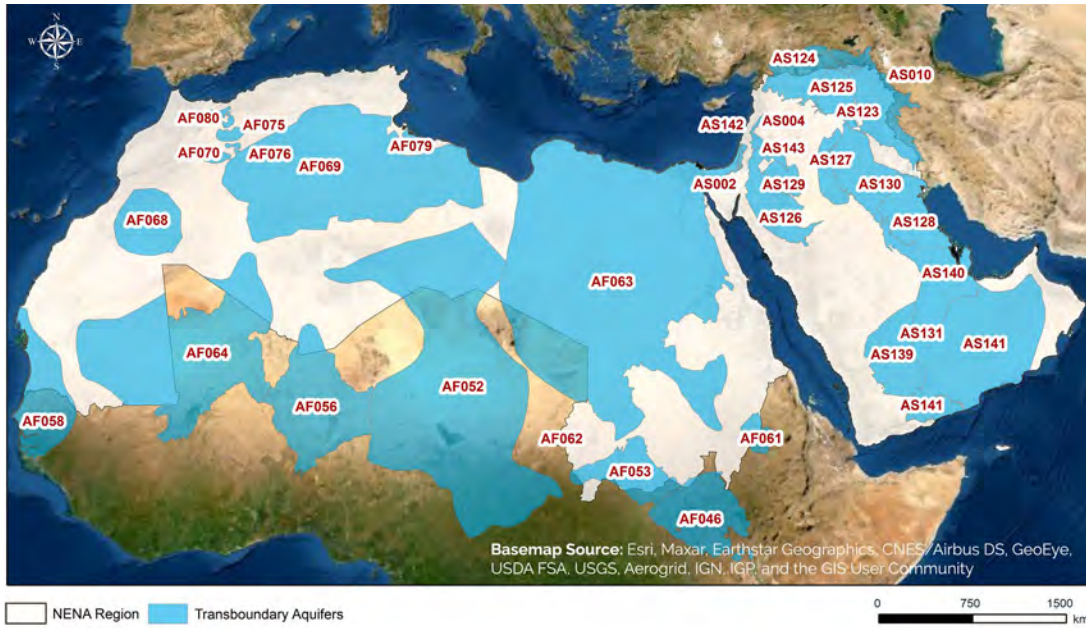 N
W E
S
AS124
AS010
AS125
AF080
AF075
AS142
AS004
AS123
AF070
AF076
AF079
AS143
AS127
AF069
AS002
AS129
AS130
AF068
AS126
AS128
AF063
AS140
AF064
AS131
AS141
AS139
AF052
AF056
AS141
AF058
AF062
AF061
AF053
AF046
Basemap Source: Esri, Maxar, Earthstar Geographics, CNES/Airbus DS, GeoEye,
USDA FSA, USGS, Aerogrid, IGN, IGP, and the GIS User Community
NENA Region Transboundary Aquifers
0 750 1500
km